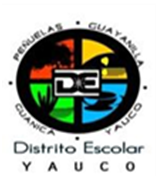 PEÑUELAS • GUAYANILLA
GUANICA • YAUCO
DE
Distrito Escolar
YAUCO